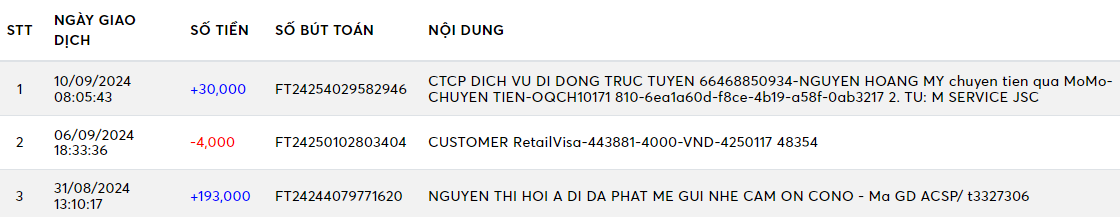 STT NGÀY GIAO DỊCH SỐ TIỀN SỐ BÚT TOÁN NỘI DUNG
1 10/09/2024 08:05:43 +30,000 FT24254029582946 CTCP DICH VU DI DONG TRUC TUYEN 66468850934-NGUYEN HOANG MY chuyen tien qua MoMo-
CHUYEN TIEN-OQCH10171 810-6ea1a60d-f8ce-4b19-a58f-0ab3217 2. TU: M SERVICE JSC
2 06/09/2024 18:33:36 -4,000 FT24250102803404 CUSTOMER RetailVisa-443881-4000-VND-4250117 48354
3 31/08/2024 13:10:17 +193,000 FT24244079771620 NGUYEN THI HOI A DI DA PHAT ME GUI NHE CAM ON CONO - Ma GD ACSP/ t3327306